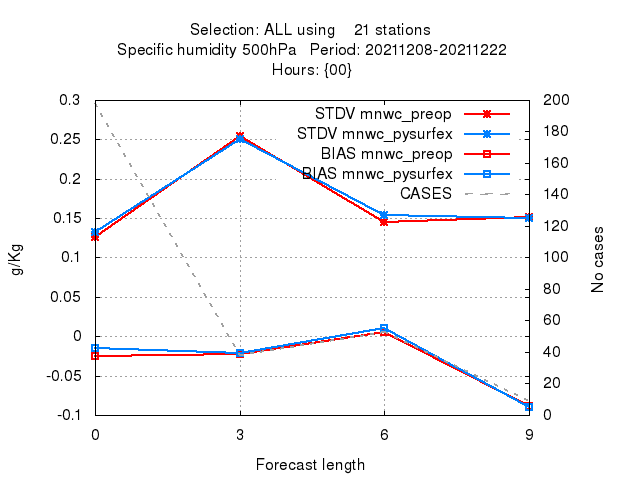 Selection: ALL using    21 stations
Specific humidity 500hPa   Period: 20211208-20211222
Hours: {00}
STDV mnwc_preop
STDV mnwc_pysurfex
BIAS mnwc_preop
BIAS mnwc_pysurfex
CASES
0.3
0.25
0.2
0.15
0.1
0.05
0
-0.05
-0.1
g/Kg
200
180
160
140
120
100
80
60
40
20
0
No cases
0 3 6 9
Forecast length